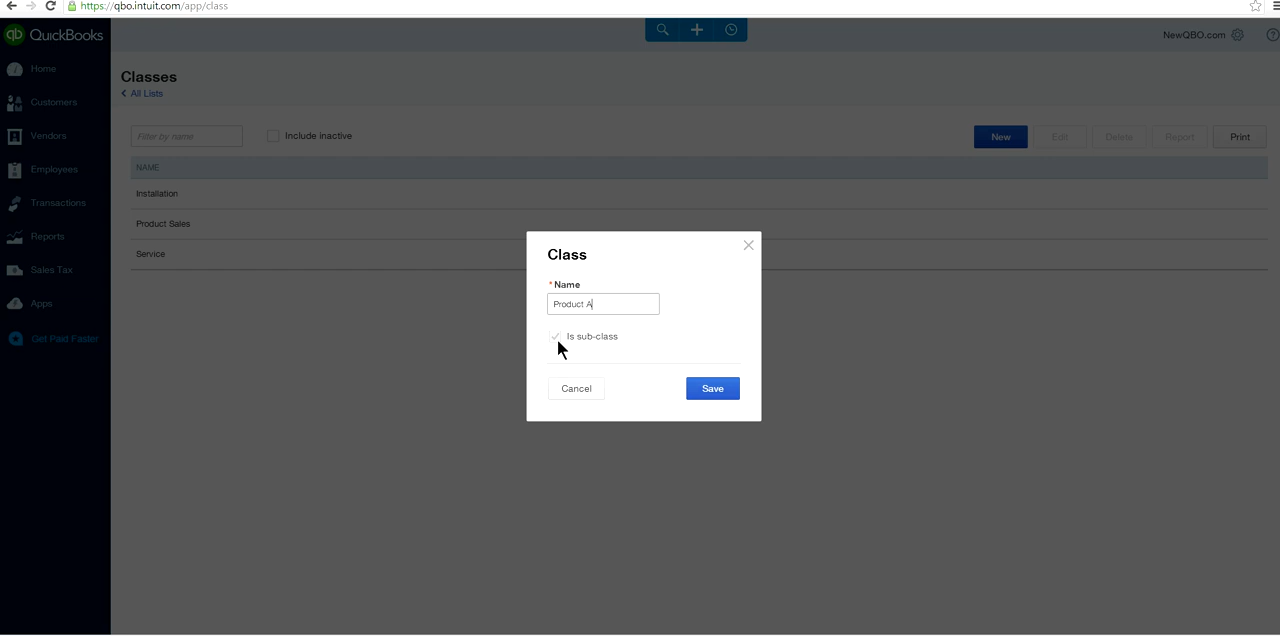 https://qbo.intuit.com/app/class
qb QuickBooks
NewQBO.com
Home
Customers
Vendors
Employees
Transactions
Reports
Sales Tax
Apps
Get Paid Faster
Classes
All Lists
Filter by name
Include inactive
New
Edit
Delete
Report
Print
NAME
Installation
Product Sales
Service
Class
*Name
Product A
Is sub-class
Cancel
Save